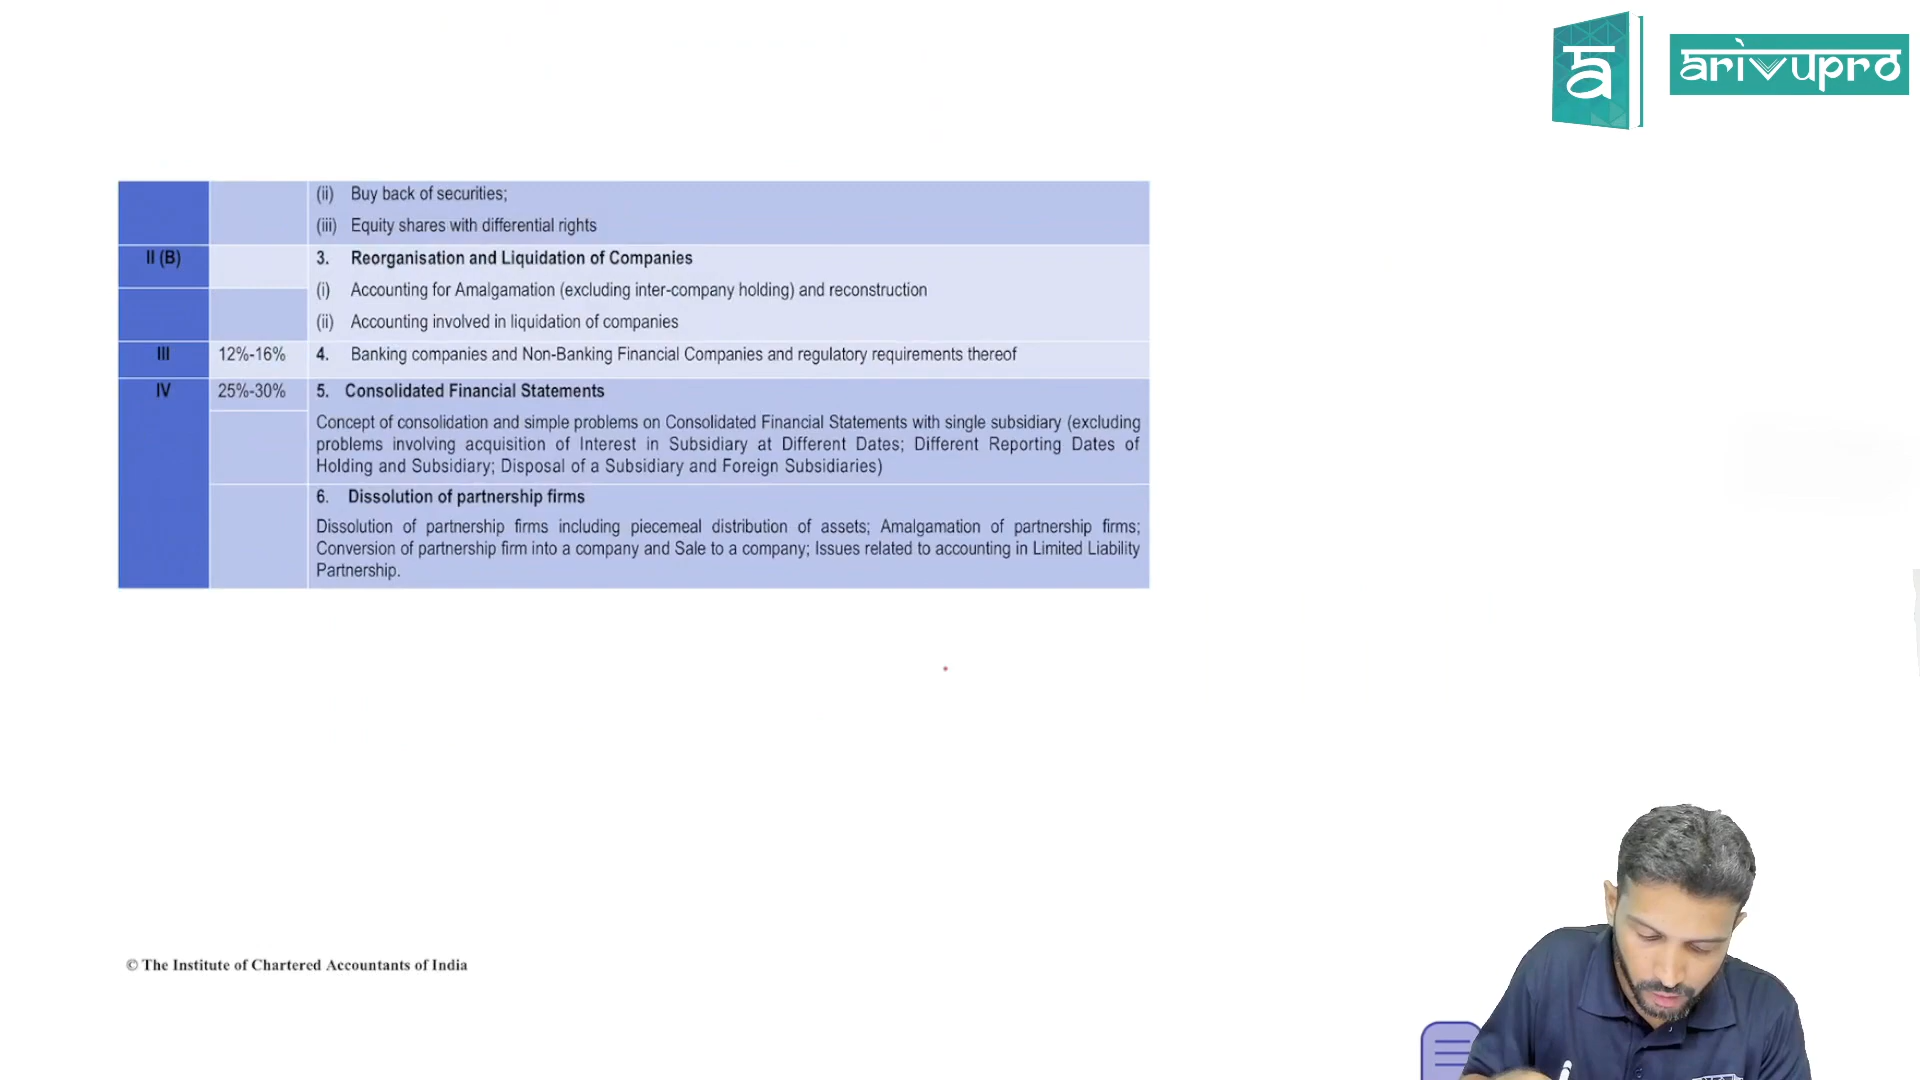 a
arivupro
(ii) Buy back of securities;
(iii) Equity shares with differential rights
II (B) 3. Reorganisation and Liquidation of Companies
(i) Accounting for Amalgamation (excluding inter-company holding) and reconstruction
(ii) Accounting involved in liquidation of companies
III 12%-16% 4. Banking companies and Non-Banking Financial Companies and regulatory requirements thereof
IV 25%-30% 5. Consolidated Financial Statements
Concept of consolidation and simple problems on Consolidated Financial Statements with single subsidiary (excluding
problems involving acquisition of Interest in Subsidiary at Different Dates; Different Reporting Dates of
Holding and Subsidiary; Disposal of a Subsidiary and Foreign Subsidiaries)
6. Dissolution of partnership firms
Dissolution of partnership firms including piecemeal distribution of assets; Amalgamation of partnership firms;
Conversion of partnership firm into a company and Sale to a company; Issues related to accounting in Limited Liability
Partnership.
© The Institute of Chartered Accountants of India